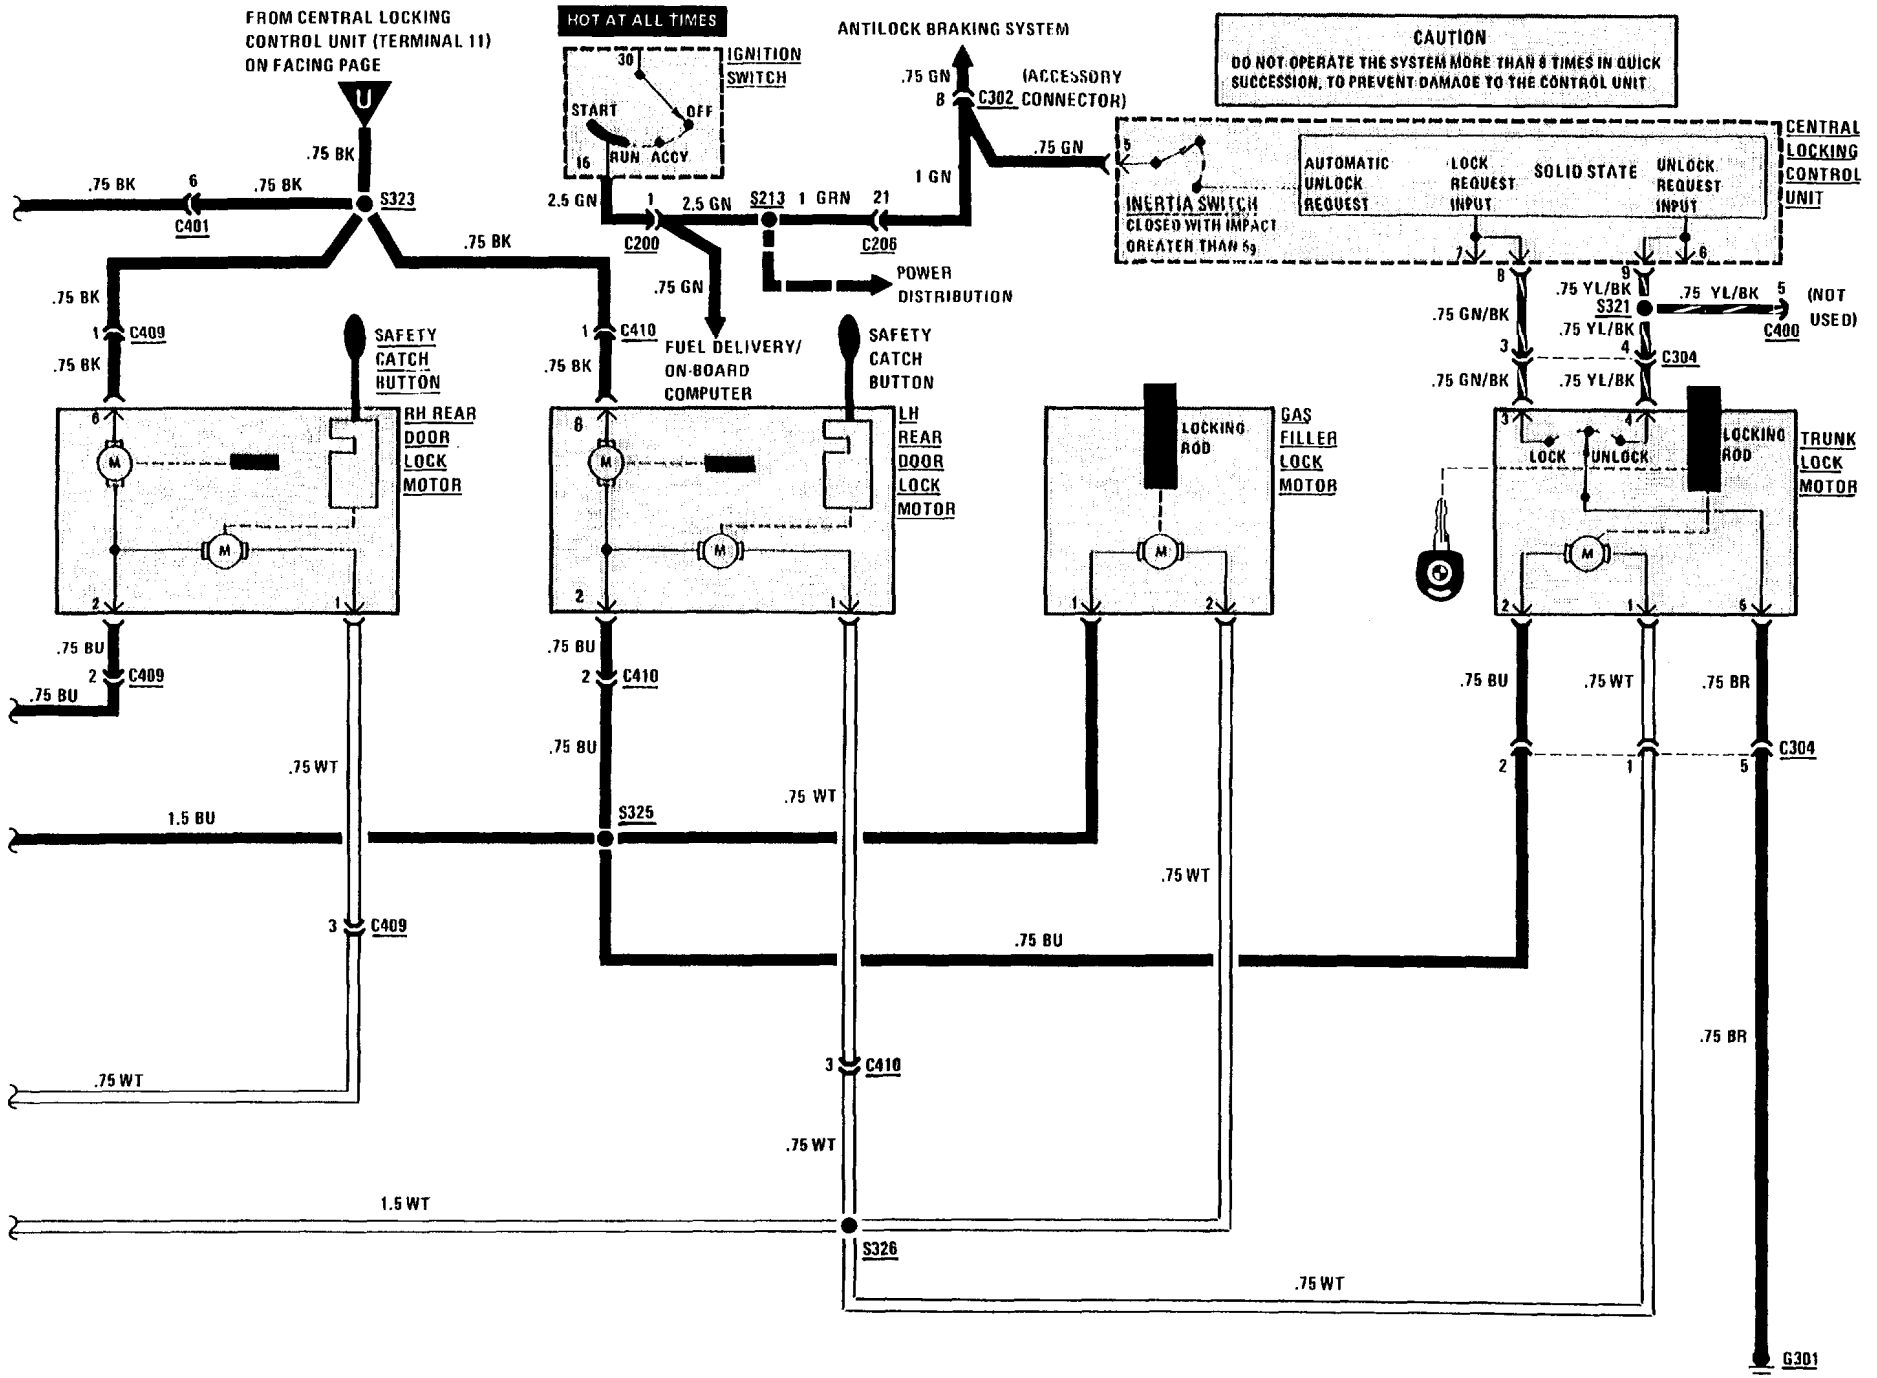 FROM CENTRAL LOCKING
CONTROL UNIT (TERMINAL 11)
ON FACING PAGE
U
.75 BK
.75 BK
6
.75 BK
S323
C401
.75 BK
HOT AT ALL TIMES
IGNITION
SWITCH
30
START
OFF
RUN
ACCY
16
2.5 GN
1
2.5 GN
S213
1 GRN
21
C200
C206
.75 GN
POWER
DISTRIBUTION
FUEL DELIVERY/
ON-BOARD
COMPUTER
ANTILOCK BRAKING SYSTEM
.75 GN
8
C302
(ACCESSORY
CONNECTOR)
.75 GN
1 GN
CAUTION
DO NOT OPERATE THE SYSTEM MORE THAN 8 TIMES IN QUICK
SUCCESSION, TO PREVENT DAMAGE TO THE CONTROL UNIT
CENTRAL
LOCKING
CONTROL
UNIT
5
INERTIA SWITCH
CLOSED WITH IMPACT
GREATER THAN 5g
AUTOMATIC
UNLOCK
REQUEST
LOCK
REQUEST
INPUT
SOLID STATE
UNLOCK
REQUEST
INPUT
7
8
9
6
.75 GN/BK
.75 YL/BK
S321
.75 YL/BK
5
(NOT
USED)
C400
.75 YL/BK
3
4
C304
.75 GN/BK
.75 YL/BK
.75 BK
1
C409
.75 BK
SAFETY
CATCH
BUTTON
RH REAR
DOOR
LOCK
MOTOR
6
M
M
2
1
1
C410
.75 BK
SAFETY
CATCH
BUTTON
LH
REAR
DOOR
LOCK
MOTOR
6
M
M
2
1
LOCKING
ROD
GAS
FILLER
LOCK
MOTOR
M
1
2
3
4
LOCK
UNLOCK
LOCKING
ROD
TRUNK
LOCK
MOTOR
M
2
1
5
.75 BU
2
C409
.75 BU
.75 WT
.75 BU
2
C410
.75 BU
.75 WT
.75 BU
.75 WT
.75 BR
C304
2
1
5
1.5 BU
S325
.75 WT
3
C409
.75 BU
.75 BR
3
C410
.75 WT
.75 WT
1.5 WT
S326
.75 WT
G301